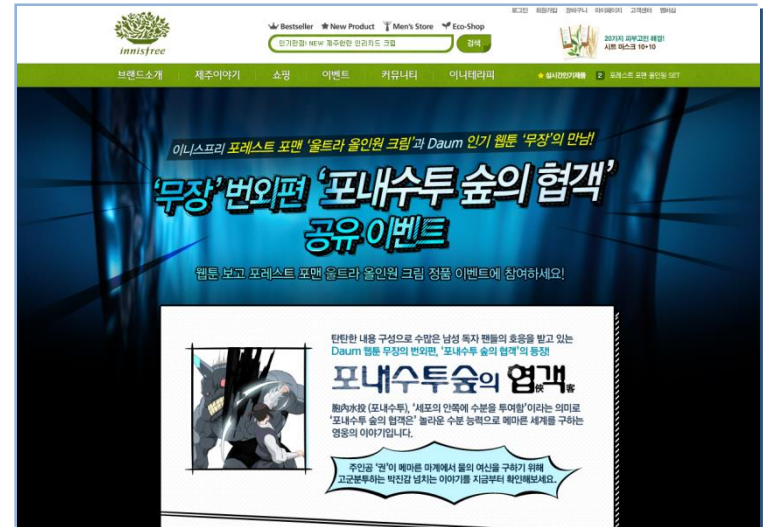 로그인 회원가입 장바구니 마이페이지 고객센터 멤버십
Bestseller New Product Men's Store Eco-Shop
innisfree
인기만점! NEW 제주한란 인리치드 크림 검색
20가지 피부고민 해결!
시트 마스크 10+10
브랜드소개 제주이야기 쇼핑 이벤트 커뮤니티 이니테라피 실시간인기제품 2 포레스트 포맨 올인원 SET
이니스프리 포레스트 포맨 '울트라 올인원 크림'과 Daum 인기 웹툰 '무장'의 만남!
'무장' 번외편 '포내수투 숲의 협객'
공유 이벤트
웹툰 보고 포레스트 포맨 울트라 올인원 크림 정품 이벤트에 참여하세요!
탄탄한 내용 구성으로 수많은 남성 독자 팬들의 호응을 받고 있는
Daum 웹툰 무장의 번외편, '포내수투 숲의 협객'의 등장!
포내수투숲의 협俠객客
胞內水投 (포내수투), '세포의 안쪽에 수분을 투여함'이라는 의미로
'포내수투 숲의 협객은' 놀라운 수분 능력으로 메마른 세계를 구하는
영웅의 이야기입니다.
주인공 '권'이 메마른 마계에서 물의 여신을 구하기 위해
고군분투하는 박진감 넘치는 이야기를 지금부터 확인해보세요.